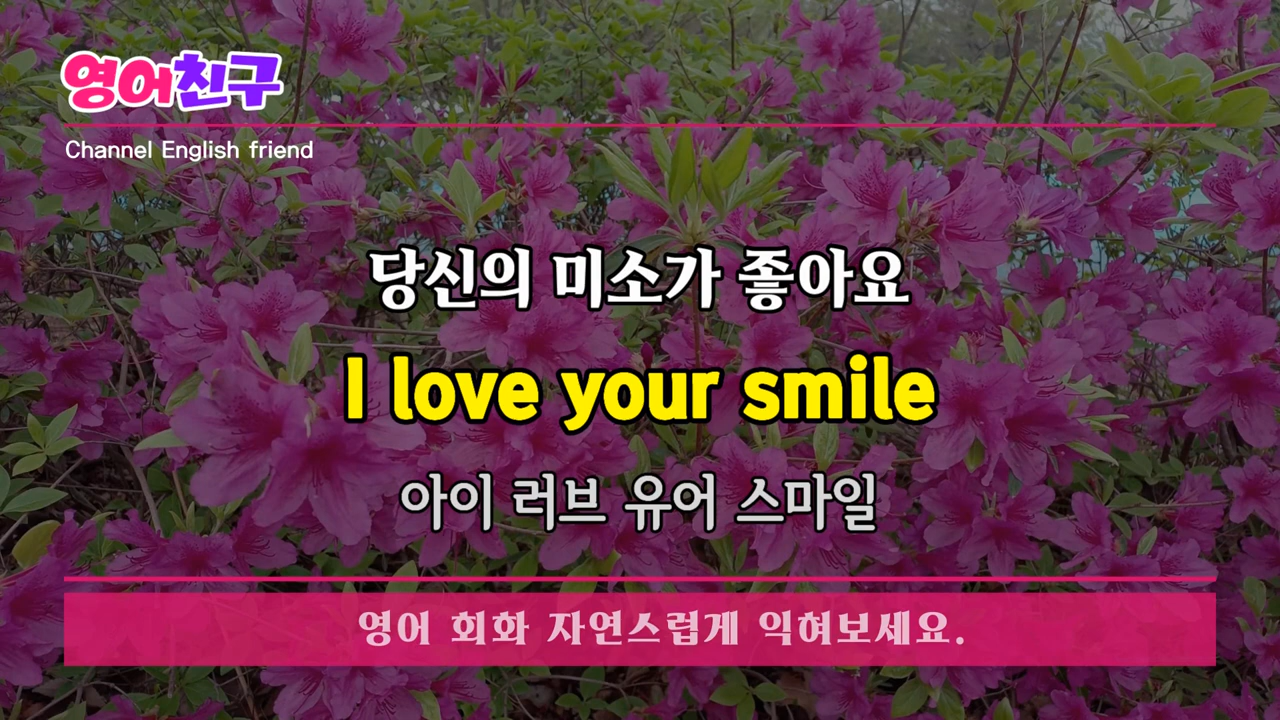 영어친구
Channel English friend
당신의 미소가 좋아요
I love your smile
아이 러브 유어 스마일
영어 회화 자연스럽게 익혀보세요.